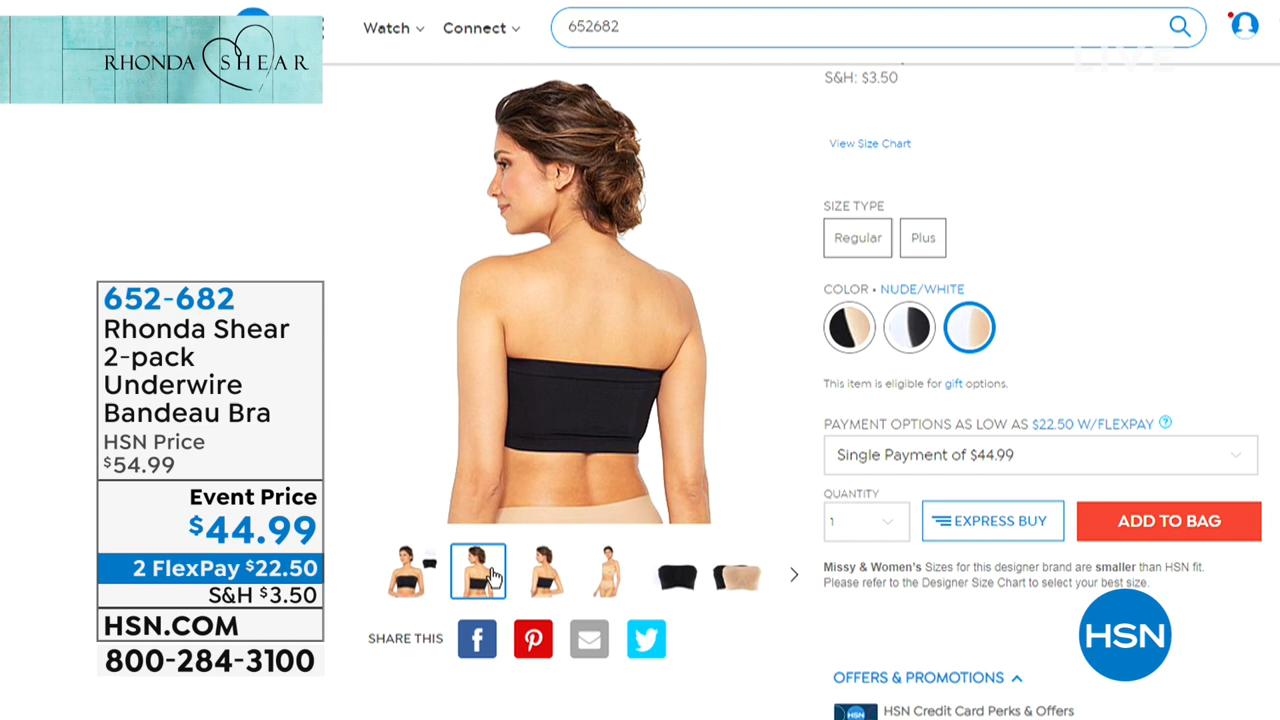 RHONDA SHEAR
Watch
Connect
652682
LIVE
S&H: $3.50
View Size Chart
SIZE TYPE
Regular
Plus
COLOR • NUDE/WHITE
This item is eligible for gift options.
PAYMENT OPTIONS AS LOW AS $22.50 W/FLEXPAY ?
Single Payment of $44.99
QUANTITY
1
EXPRESS BUY
ADD TO BAG
Missy & Women's Sizes for this designer brand are smaller than HSN fit.
Please refer to the Designer Size Chart to select your best size.
HSN
OFFERS & PROMOTIONS
HSN
HSN Credit Card Perks & Offers
652-682
Rhonda Shear
2-pack
Underwire
Bandeau Bra
HSN Price
$54.99
Event Price
$44.99
2 FlexPay $22.50
S&H $3.50
HSN.COM
800-284-3100
SHARE THIS